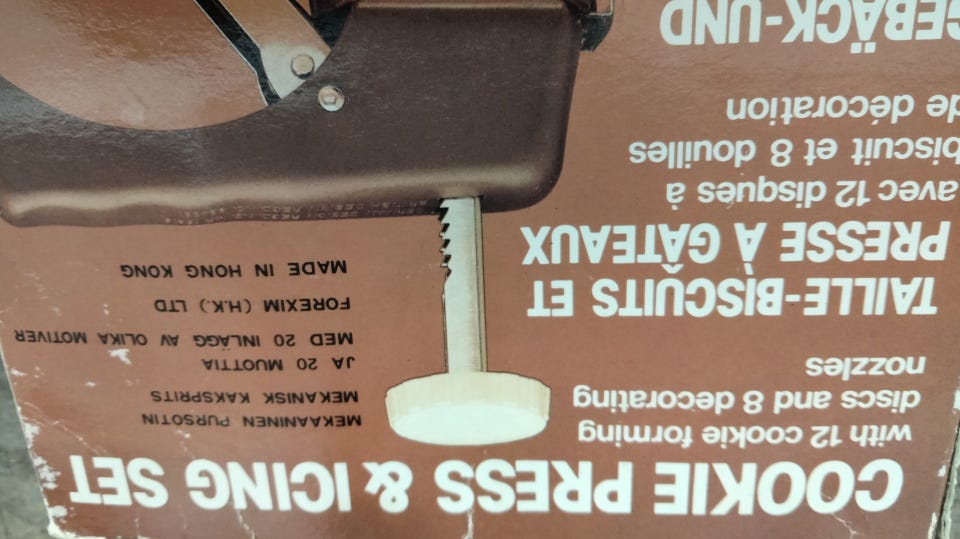 COOKIE PRESS & ICING SET
with 12 cookie forming
discs and 8 decorating
nozzles
TAILLE-BISCUITS ET
PRESSE À GÂTEAUX
avec 12 disques à
biscuit et 8 douilles
de décoration
GEBÄCK-UND
MEKAANINEN PURSOTIN
MEKANISK KAKSPRITS
JA 20 MUOTTIA
MED 20 INLÄGG AV OLIKA MOTIVER
FOREXIM (H.K.) LTD
MADE IN HONG KONG